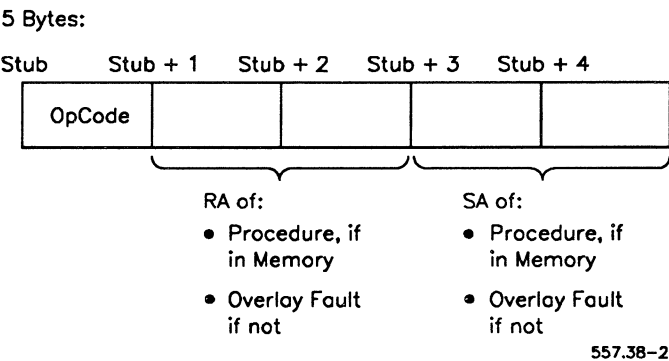 5 Bytes:
Stub Stub + 1 Stub + 2 Stub + 3 Stub + 4
OpCode
RA of:
• Procedure, if
in Memory
• Overlay Fault
if not
SA of:
• Procedure, if
in Memory
• Overlay Fault
if not
557.38-2